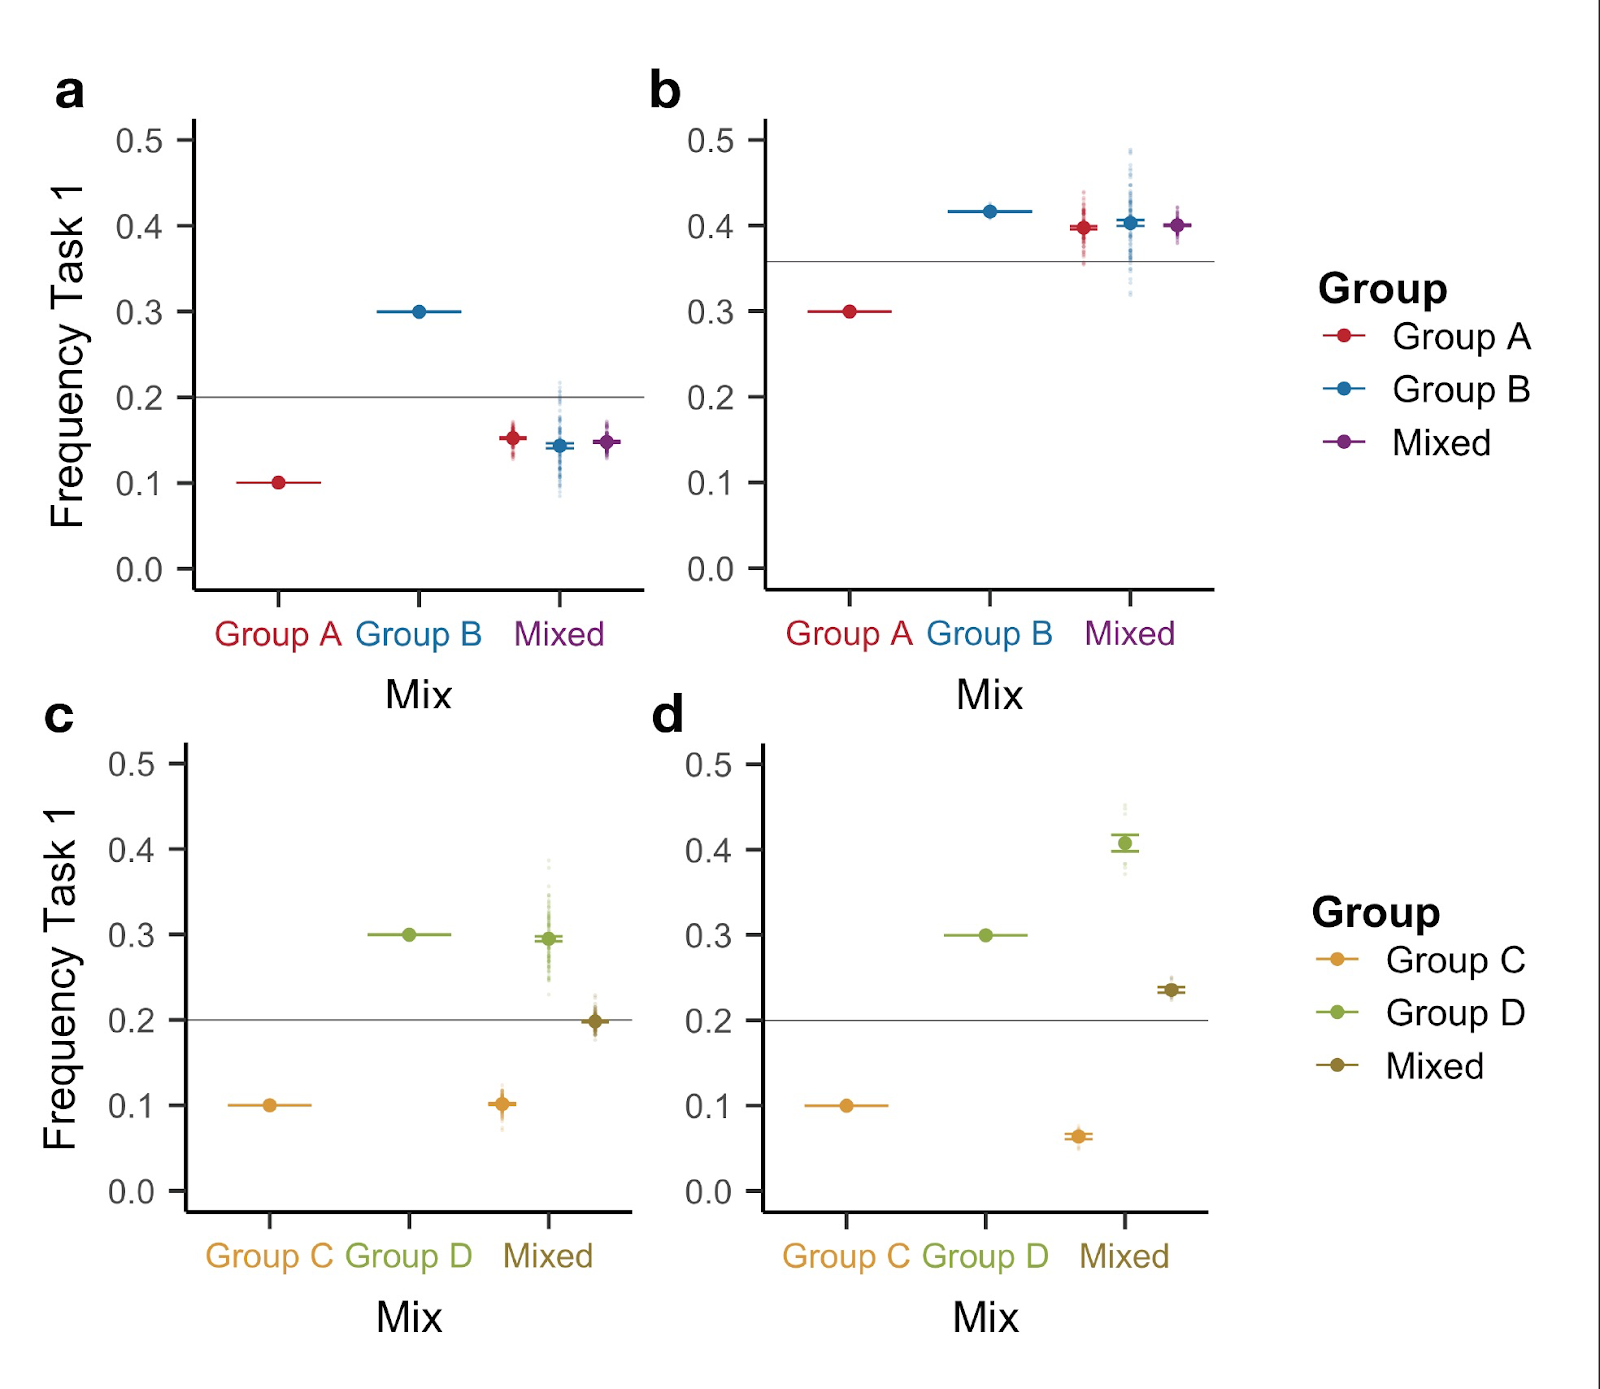 a
b
0.5
0.4
0.3
0.2
0.1
0.0
Frequency Task 1
Group A Group B Mixed
Mix
0.5
0.4
0.3
0.2
0.1
0.0
Group A Group B Mixed
Mix
Group
Group A
Group B
Mixed
c
d
0.5
0.4
0.3
0.2
0.1
0.0
Frequency Task 1
Group C Group D Mixed
Mix
0.5
0.4
0.3
0.2
0.1
0.0
Group C Group D Mixed
Mix
Group
Group C
Group D
Mixed